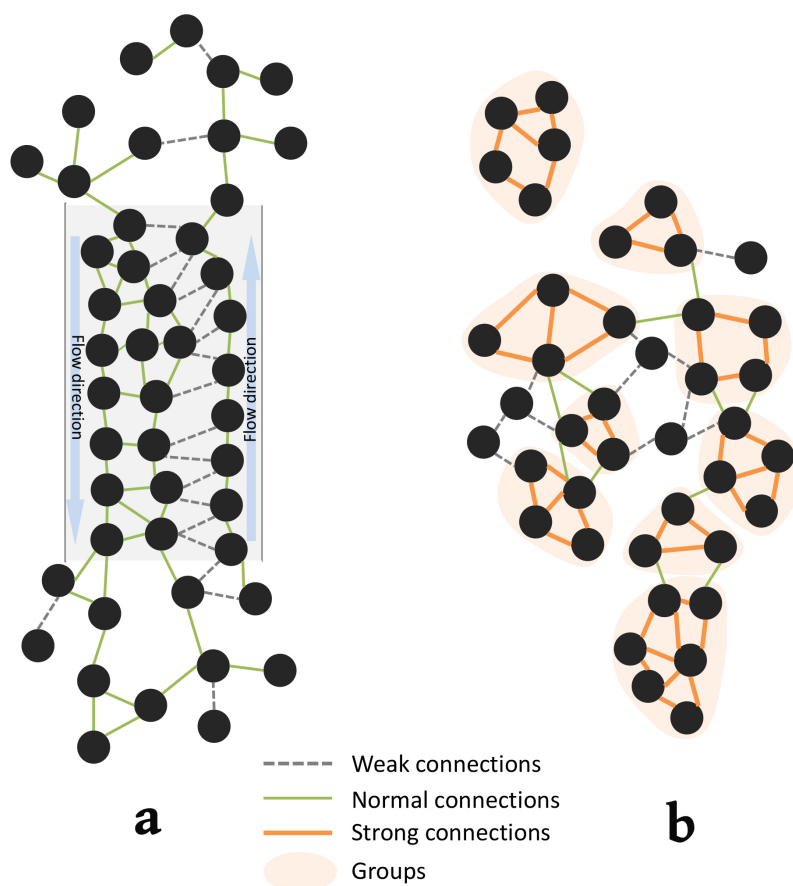 Flow direction
Flow direction
Weak connections
Normal connections
Strong connections
Groups
a
b